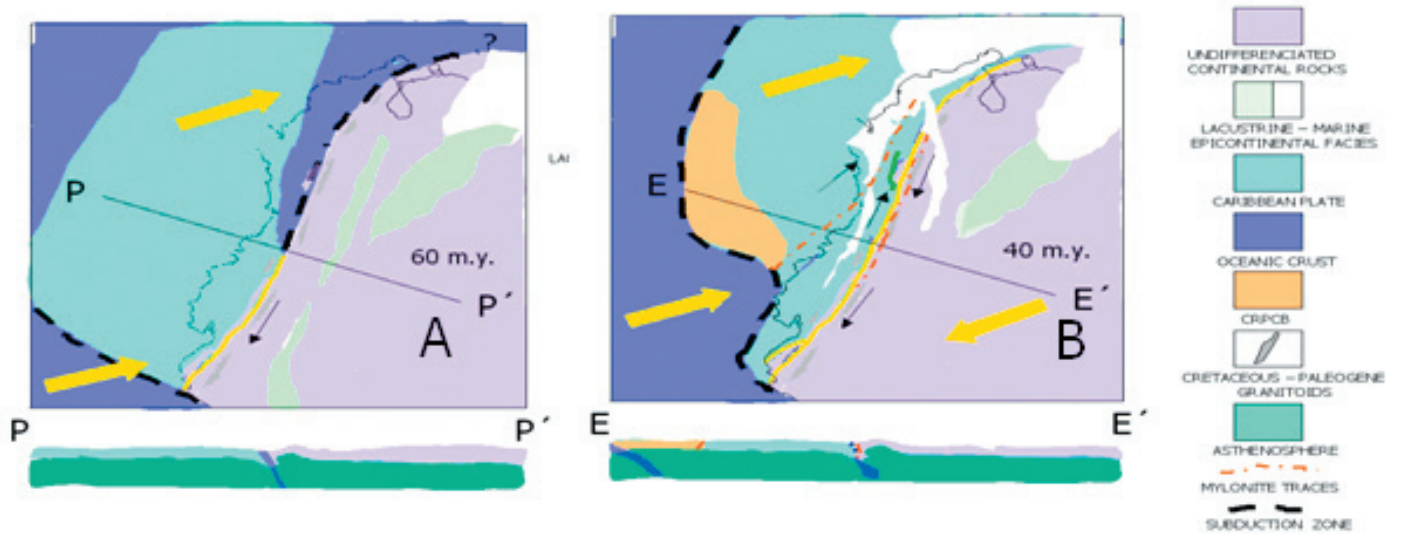 ?
P
60 m.y.
P´
A
P
P´
LAI
E
40 m.y.
E´
B
E
E´
UNDIFFERENCIATED
CONTINENTAL ROCKS
LACUSTRINE – MARINE
EPICONTINENTAL FACIES
CARIBBEAN PLATE
OCEANIC CRUST
CRPCB
CRETACEOUS – PALEOGENE
GRANITOIDS
ASTHENOSPHERE
MYLONITE TRACES
SUBDUCTION ZONE